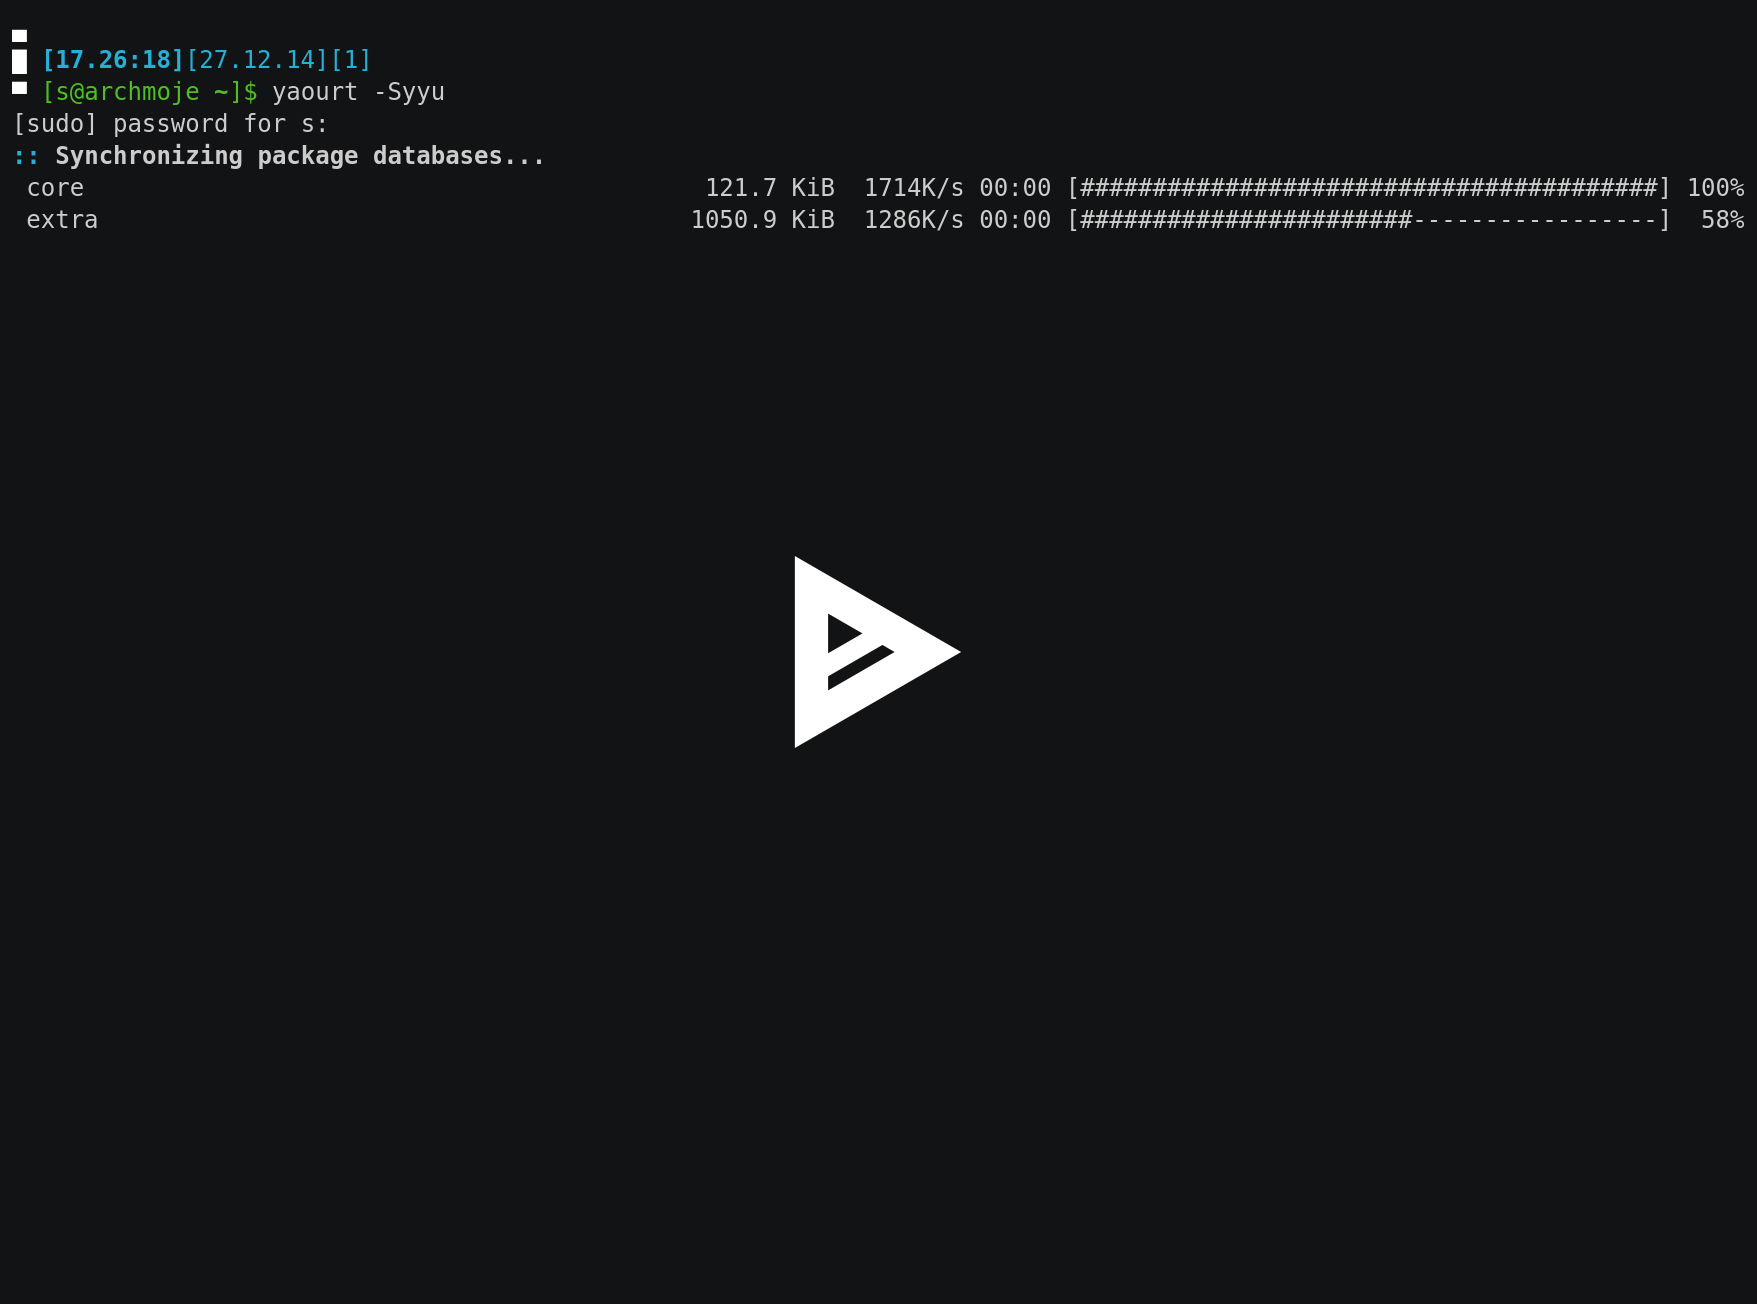 [17.26:18][27.12.14][1]
[s@archmoje ~]$ yaourt -Syyu
[sudo] password for s:
:: Synchronizing package databases...
core 121.7 KiB 1714K/s 00:00 [########################################] 100%
extra 1050.9 KiB 1286K/s 00:00 [#######################-----------------] 58%